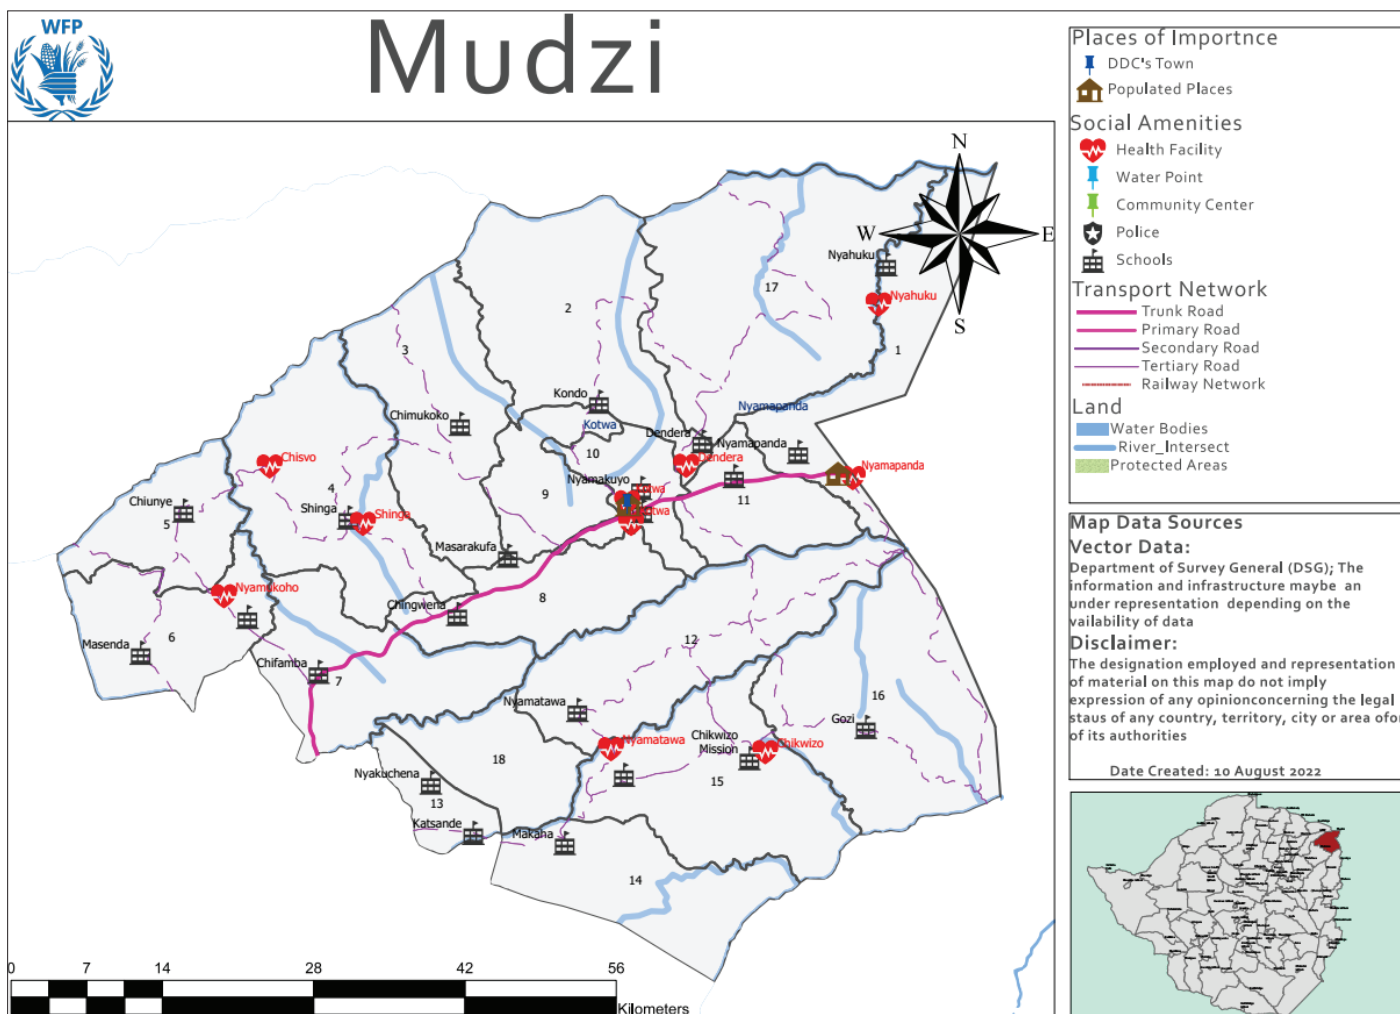 WFP
Mudzi
N
W
E
S
Nyahuku
17
Nyahuku
2
1
3
Kondo
Nyamapanda
Chimukoko
Kotwa
Dendera
Nyamapanda
10
Dendera
Chisvo
Nyamapanda
4
Nyamakuyo
9
11
Chiunye
5
Shinga
Shinga
Masarakufa
Nyamukoho
8
Chingwena
6
12
Masenda
Chifamba
7
16
Nyamatawa
Gozi
Nyamatawa
Chikwizo
Mission
Chikwizo
18
Nyakuchena
15
13
Katsande
Makaha
14
0 7 14 28 42 56
Kilometers
Places of Importnce
DDC's Town
Populated Places
Social Amenities
Health Facility
Water Point
Community Center
Police
Schools
Transport Network
Trunk Road
Primary Road
Secondary Road
Tertiary Road
Railway Network
Land
Water Bodies
River_Intersect
Protected Areas
Map Data Sources
Vector Data:
Department of Survey General (DSG); The
information and infrastructure maybe an
under representation depending on the
vailability of data
Disclaimer:
The designation employed and representation
of material on this map do not imply
expression of any opinionconcerning the legal
staus of any country, territory, city or area ofor
of its authorities
Date Created: 10 August 2022